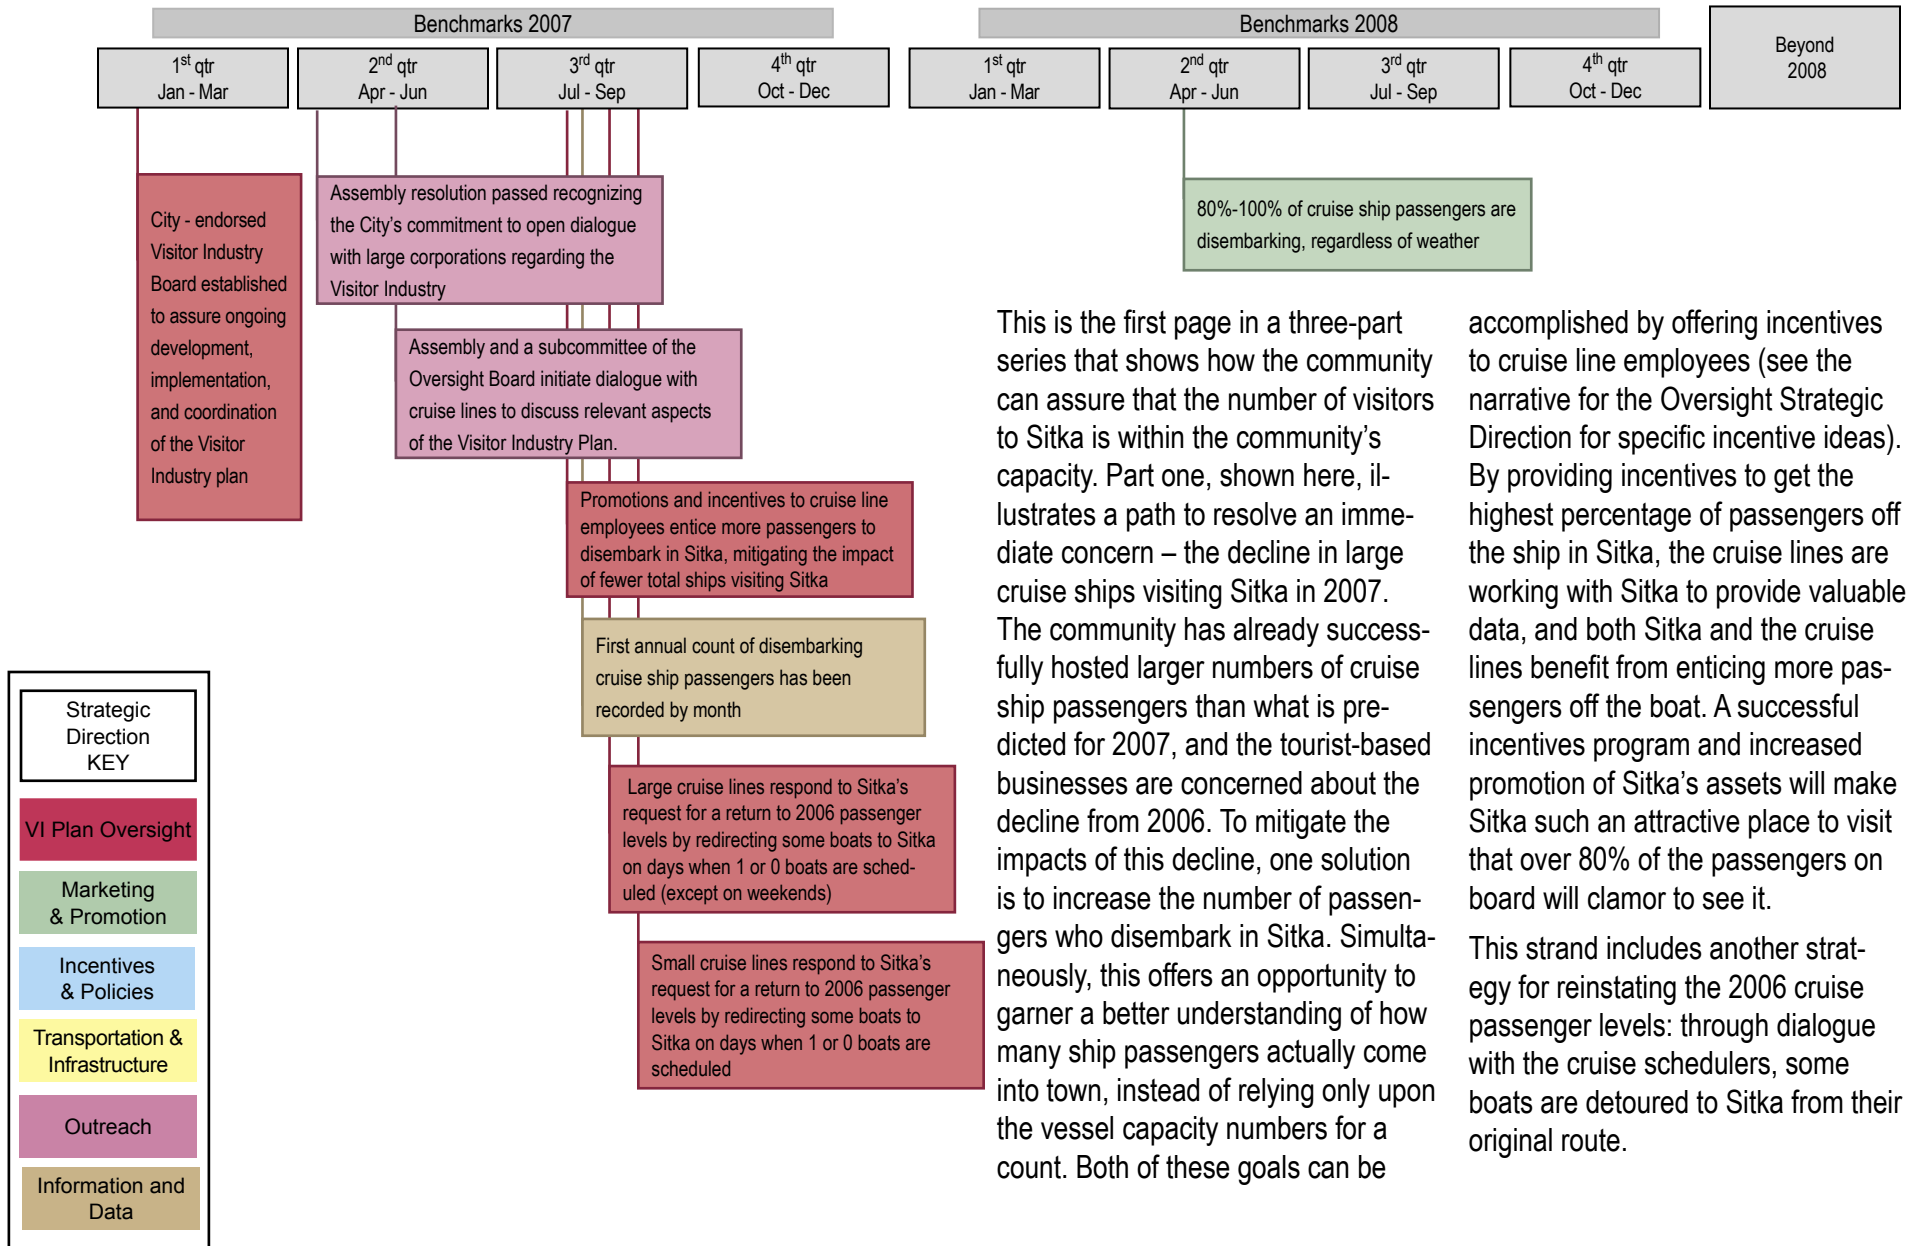 Benchmarks 2007
Benchmarks 2008
1st qtr
Jan - Mar
2nd qtr
Apr - Jun
3rd qtr
Jul - Sep
4th qtr
Oct - Dec
1st qtr
Jan - Mar
2nd qtr
Apr - Jun
3rd qtr
Jul - Sep
4th qtr
Oct - Dec
Beyond
2008
City - endorsed
Visitor Industry
Board established
to assure ongoing
development,
implementation,
and coordination
of the Visitor
Industry plan
Assembly resolution passed recognizing
the City’s commitment to open dialogue
with large corporations regarding the
Visitor Industry
Assembly and a subcommittee of the
Oversight Board initiate dialogue with
cruise lines to discuss relevant aspects
of the Visitor Industry Plan.
Promotions and incentives to cruise line
employees entice more passengers to
disembark in Sitka, mitigating the impact
of fewer total ships visiting Sitka
First annual count of disembarking
cruise ship passengers has been
recorded by month
Large cruise lines respond to Sitka’s
request for a return to 2006 passenger
levels by redirecting some boats to Sitka
on days when 1 or 0 boats are sched-
uled (except on weekends)
Small cruise lines respond to Sitka’s
request for a return to 2006 passenger
levels by redirecting some boats to
Sitka on days when 1 or 0 boats are
scheduled
80%-100% of cruise ship passengers are
disembarking, regardless of weather
Strategic
Direction
KEY
VI Plan Oversight
Marketing
& Promotion
Incentives
& Policies
Transportation &
Infrastructure
Outreach
Information and
Data
This is the first page in a three-part
series that shows how the community
can assure that the number of visitors
to Sitka is within the community’s
capacity. Part one, shown here, il-
lustrates a path to resolve an imme-
diate concern – the decline in large
cruise ships visiting Sitka in 2007.
The community has already success-
fully hosted larger numbers of cruise
ship passengers than what is pre-
dicted for 2007, and the tourist-based
businesses are concerned about the
decline from 2006. To mitigate the
impacts of this decline, one solution
is to increase the number of passen-
gers who disembark in Sitka. Simulta-
neously, this offers an opportunity to
garner a better understanding of how
many ship passengers actually come
into town, instead of relying only upon
the vessel capacity numbers for a
count. Both of these goals can be
accomplished by offering incentives
to cruise line employees (see the
narrative for the Oversight Strategic
Direction for specific incentive ideas).
By providing incentives to get the
highest percentage of passengers off
the ship in Sitka, the cruise lines are
working with Sitka to provide valuable
data, and both Sitka and the cruise
lines benefit from enticing more pas-
sengers off the boat. A successful
incentives program and increased
promotion of Sitka’s assets will make
Sitka such an attractive place to visit
that over 80% of the passengers on
board will clamor to see it.
This strand includes another strat-
egy for reinstating the 2006 cruise
passenger levels: through dialogue
with the cruise schedulers, some
boats are detoured to Sitka from their
original route.